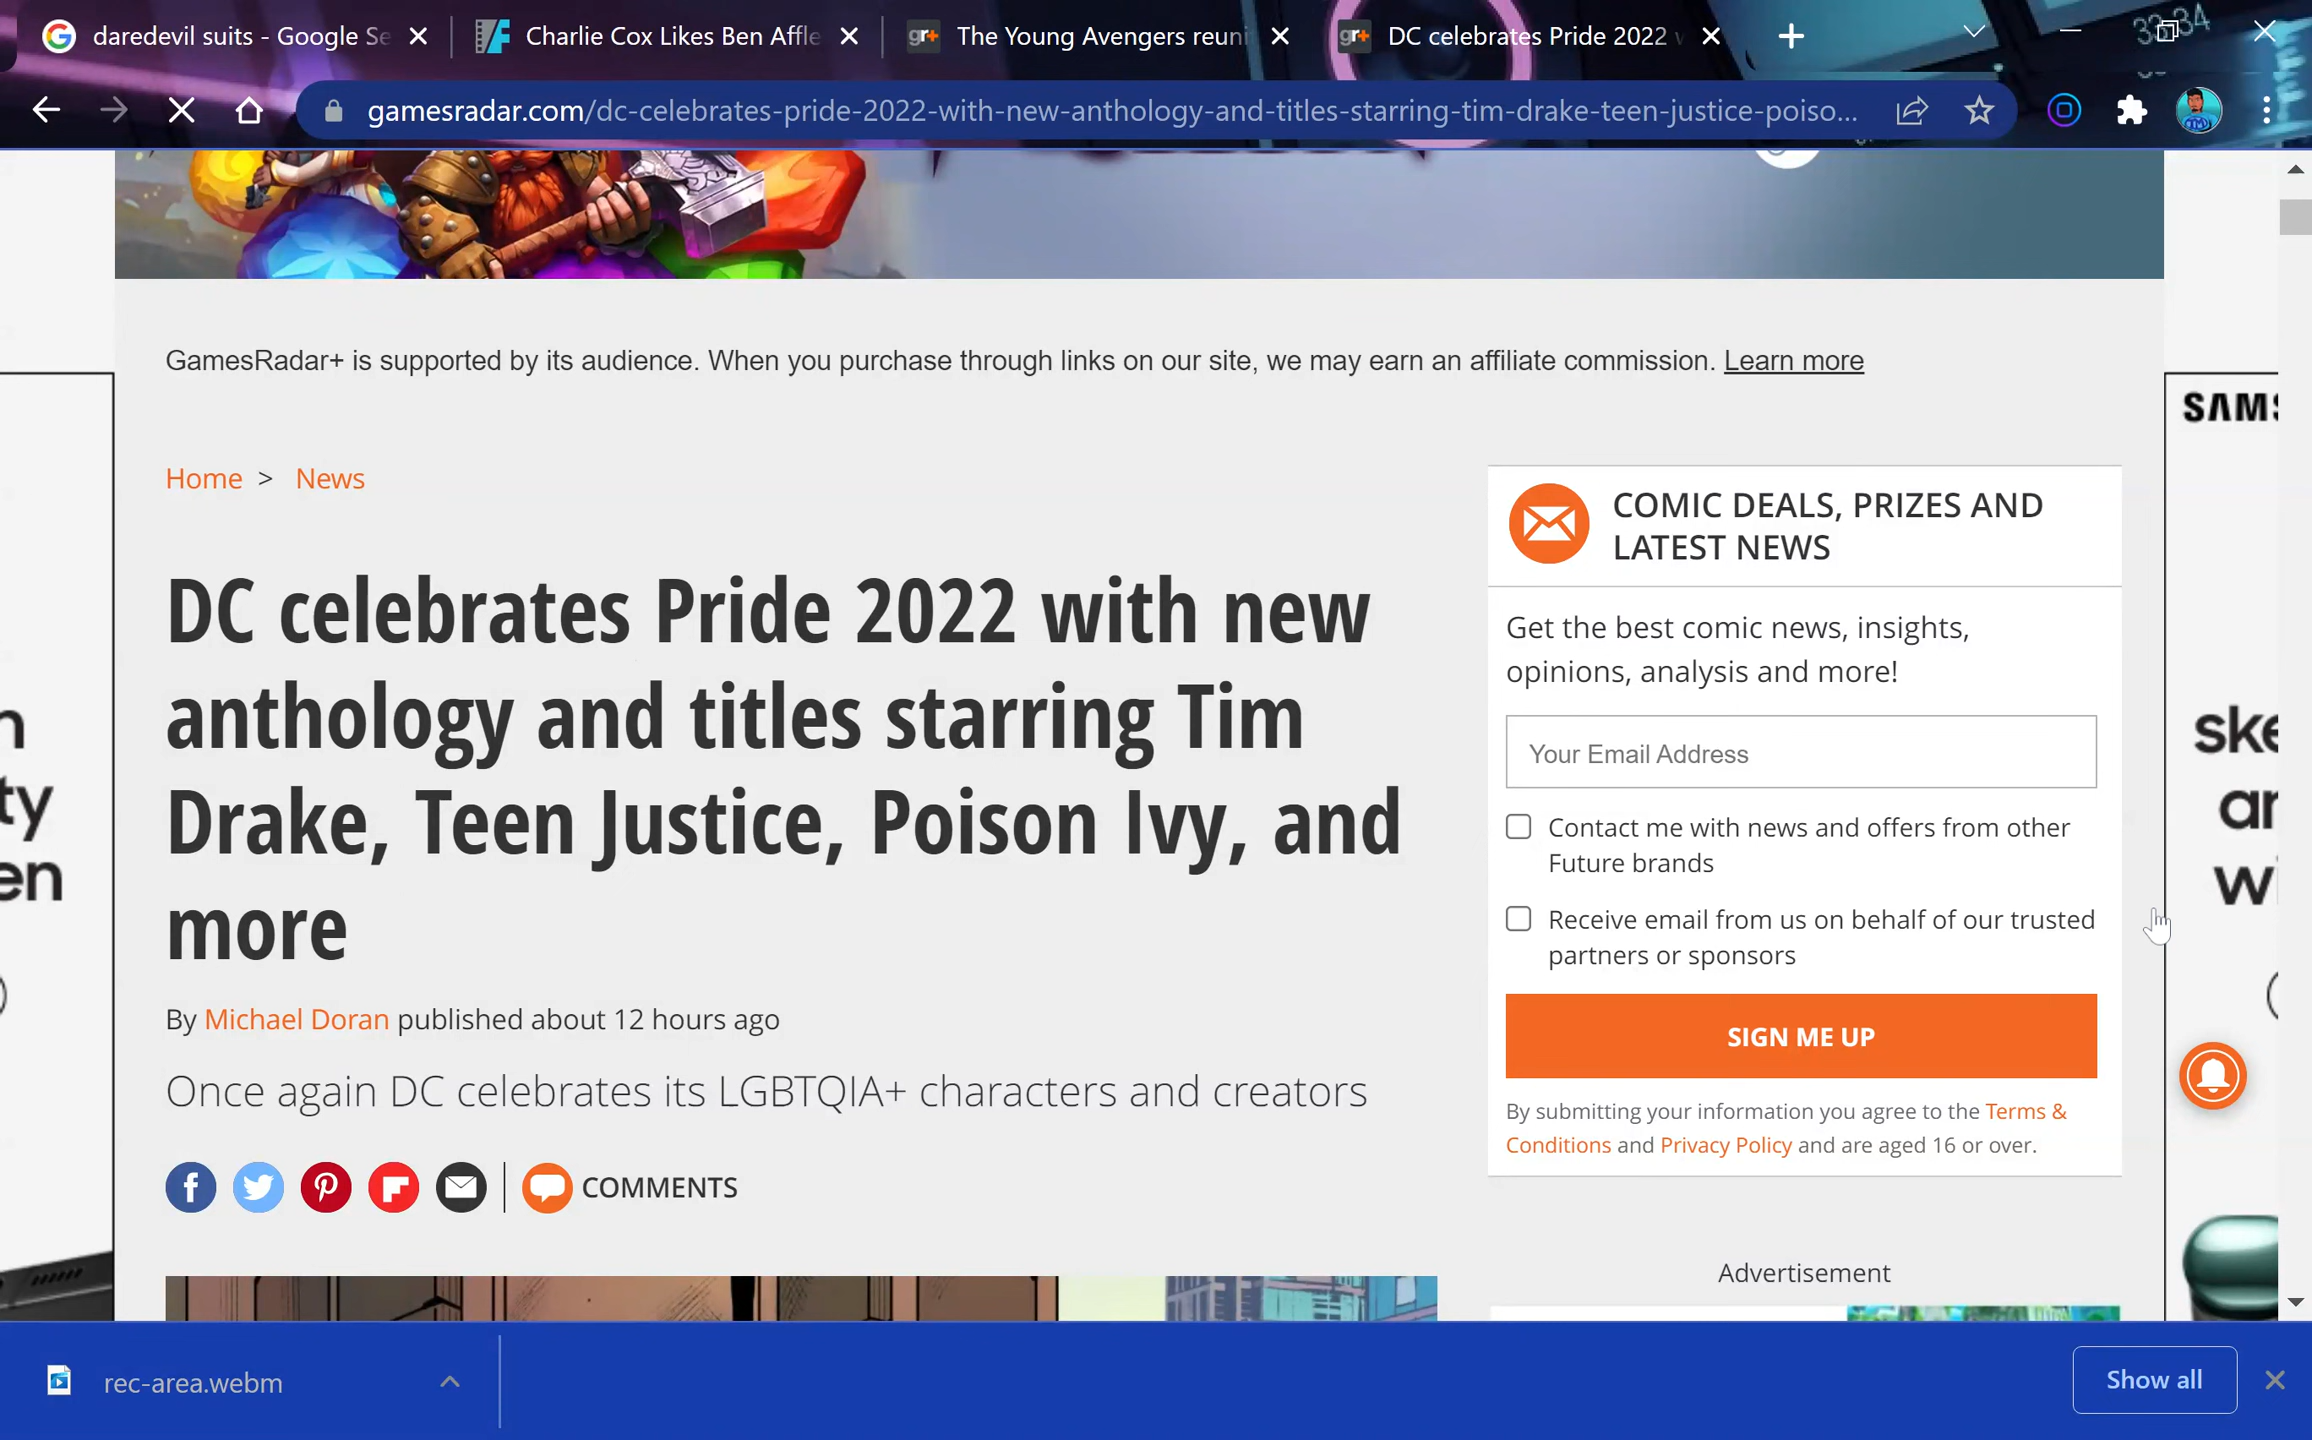 daredevil suits - Google Se
Charlie Cox Likes Ben Affle
gr+ The Young Avengers reuni
gr+ DC celebrates Pride 2022 w
gamesradar.com/dc-celebrates-pride-2022-with-new-anthology-and-titles-starring-tim-drake-teen-justice-poiso...
GamesRadar+ is supported by its audience. When you purchase through links on our site, we may earn an affiliate commission. Learn more
SAMS
Home > News
COMIC DEALS, PRIZES AND
LATEST NEWS
DC celebrates Pride 2022 with new
anthology and titles starring Tim
Drake, Teen Justice, Poison Ivy, and
more
Get the best comic news, insights,
opinions, analysis and more!
Your Email Address
Contact me with news and offers from other
Future brands
Receive email from us on behalf of our trusted
partners or sponsors
SIGN ME UP
By submitting your information you agree to the Terms &
Conditions and Privacy Policy and are aged 16 or over.
By Michael Doran published about 12 hours ago
Once again DC celebrates its LGBTQIA+ characters and creators
COMMENTS
n
ty
en
ske
an
wi
Advertisement
rec-area.webm
Show all